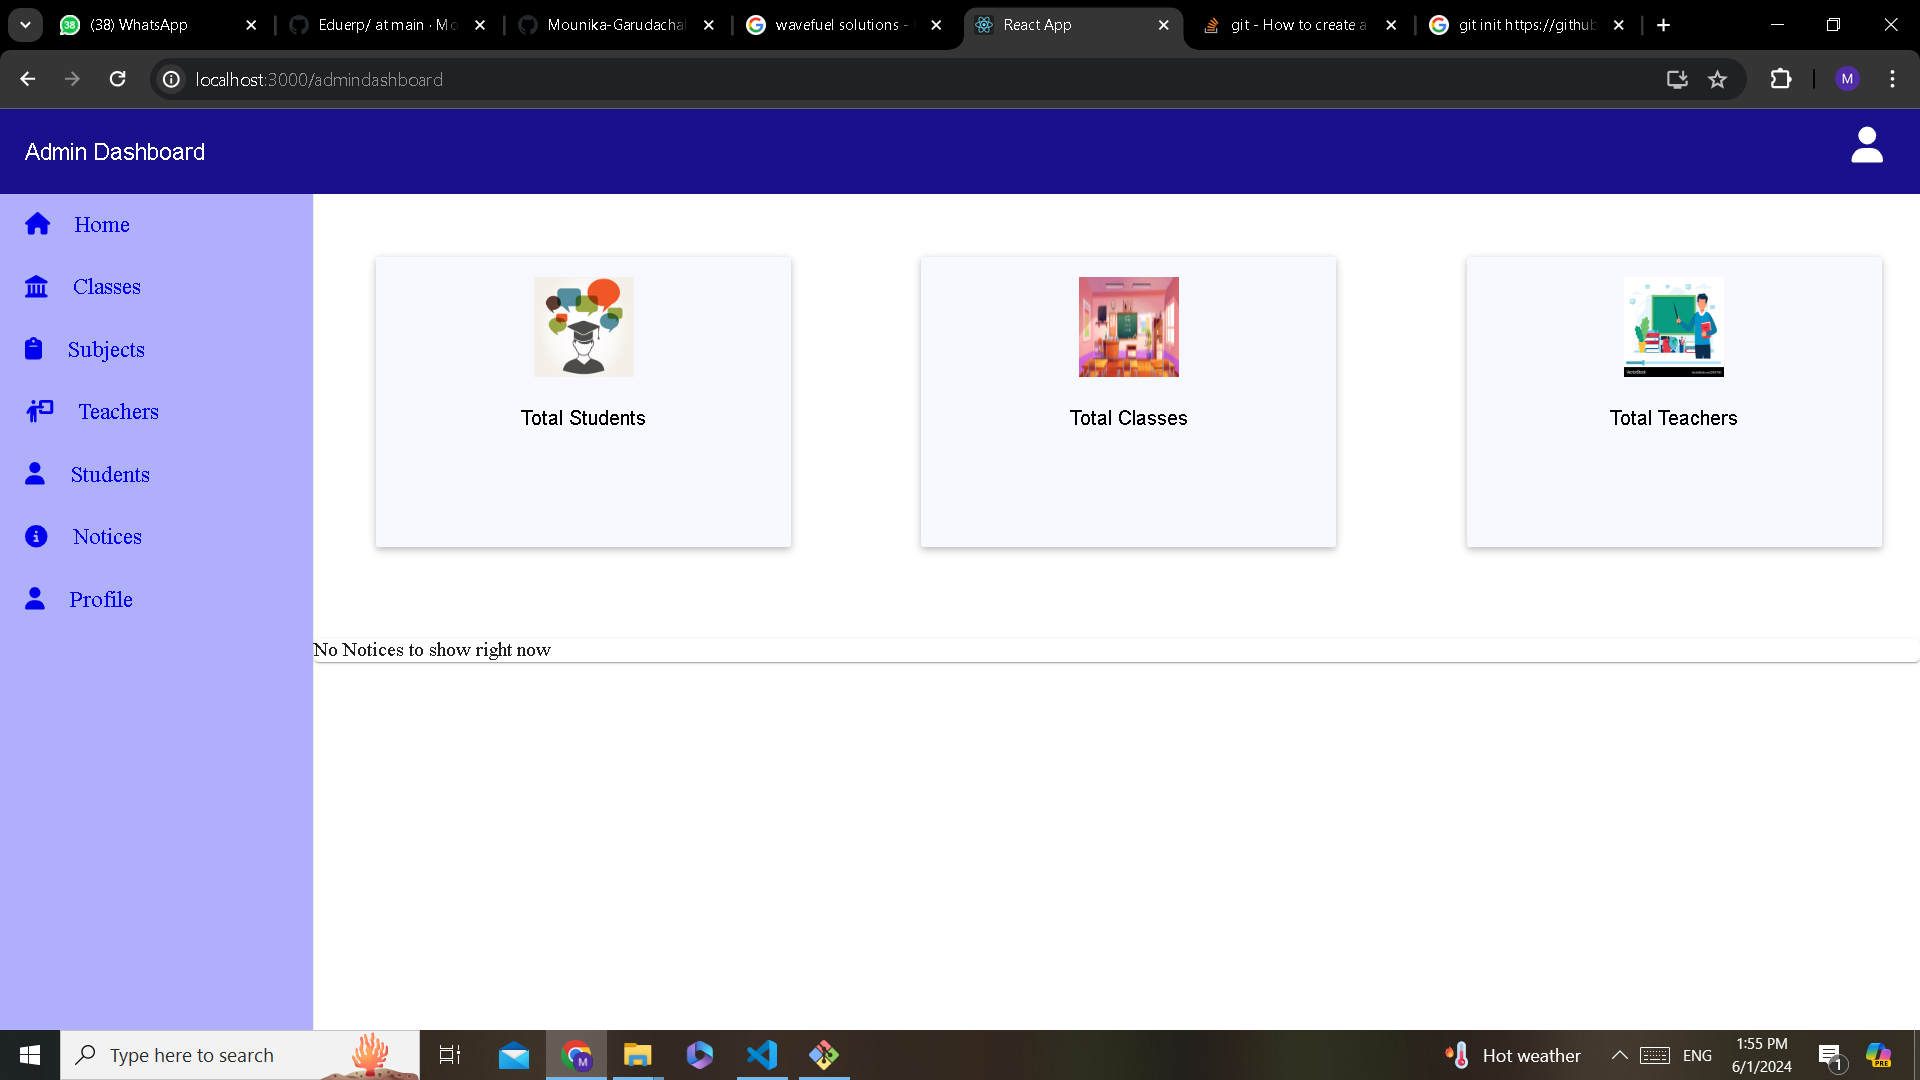 (38) WhatsApp
Eduerp/ at main · Mo
Mounika-Garudacha
wavefuel solutions -
React App
git - How to create a
git init https://github
localhost:3000/admindashboard
M
Admin Dashboard
Home
Classes
Subjects
Teachers
Students
Notices
Profile
Total Students
Total Classes
Total Teachers
No Notices to show right now
Type here to search
Hot weather
ENG
1:55 PM
6/1/2024
1
PRE